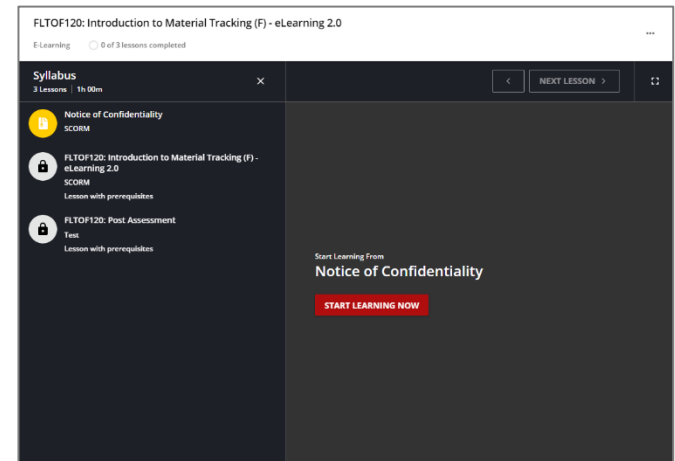 FLTOF120: Introduction to Material Tracking (F) - eLearning 2.0
E-Learning 0 of 3 lessons completed
...
Syllabus
3 Lessons | 1h 00m
NEXT LESSON
Notice of Confidentiality
SCORM
FLTOF120: Introduction to Material Tracking (F) -
eLearning 2.0
SCORM
Lesson with prerequisites
FLTOF120: Post Assessment
Test
Lesson with prerequisites
Start Learning From
Notice of Confidentiality
START LEARNING NOW